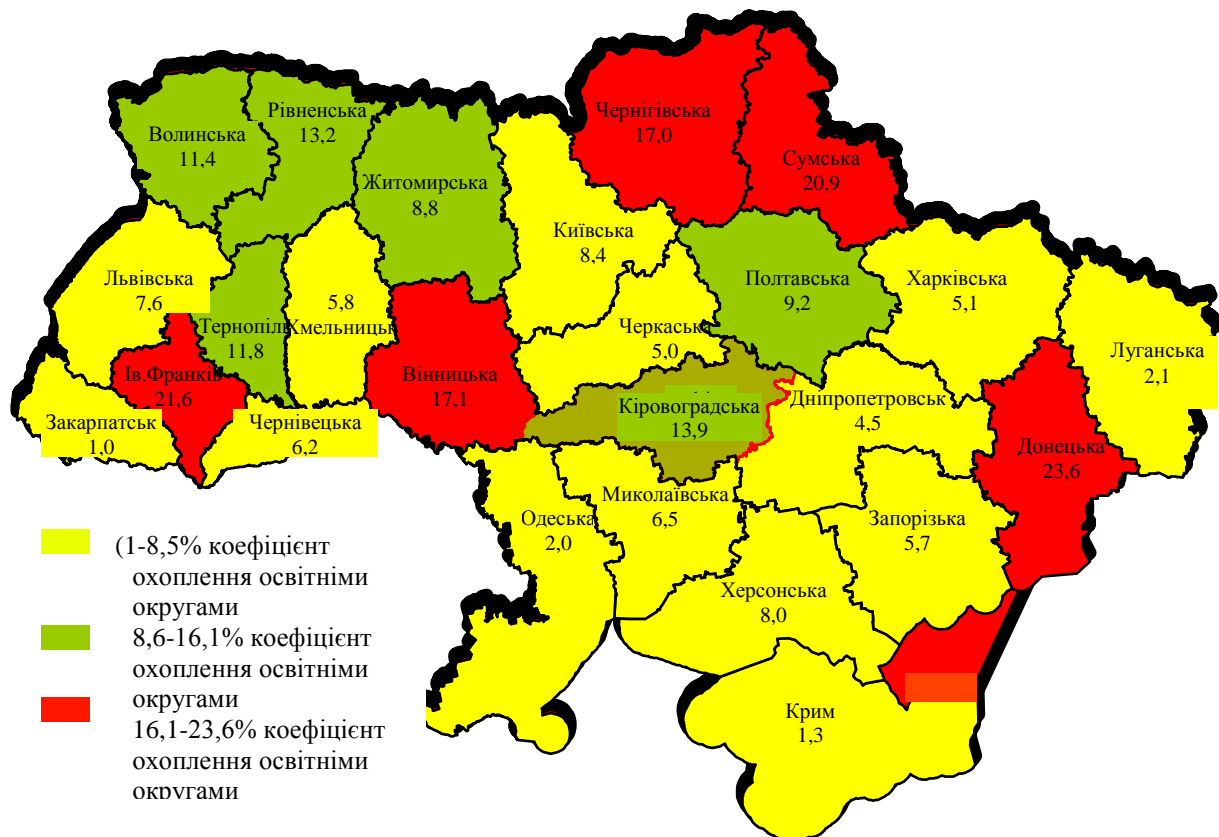 Чернігівська
17,0
Рівненська
13,2
Волинська
11,4
Сумська
20,9
Житомирська
8,8
Київська
8,4
Львівська
7,6
5,8
Хмельницьк
Тернопіль
11,8
Полтавська
9,2
Харківська
5,1
Черкаська
5,0
Луганська
2,1
Ів.Франків
21,6
Вінницька
17,1
Кіровоградська
13,9
Дніпропетровськ
4,5
Закарпатськ
1,0
Чернівецька
6,2
Донецька
23,6
Миколаївська
6,5
Одеська
2,0
Запорізька
5,7
Херсонська
8,0
Крим
1,3
(1-8,5% коефіцієнт
охоплення освітніми
округами
8,6-16,1% коефіцієнт
охоплення освітніми
округами
16,1-23,6% коефіцієнт
охоплення освітніми
округами